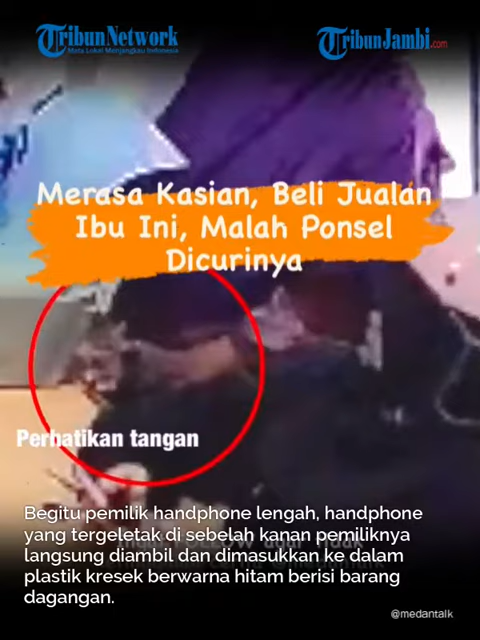 TribunNetwork
Mata Lokal Menjangkau Indonesia
TribunJambi.com
Merasa Kasian, Beli Jualan
Ibu Ini, Malah Ponsel
Dicurinya
Perhatikan tangan
Begitu pemilik handphone lengah, handphone
yang tergeletak di sebelah kanan pemiliknya
langsung diambil dan dimasukkan ke dalam
plastik kresek berwarna hitam berisi barang
dagangan.
@medantalk